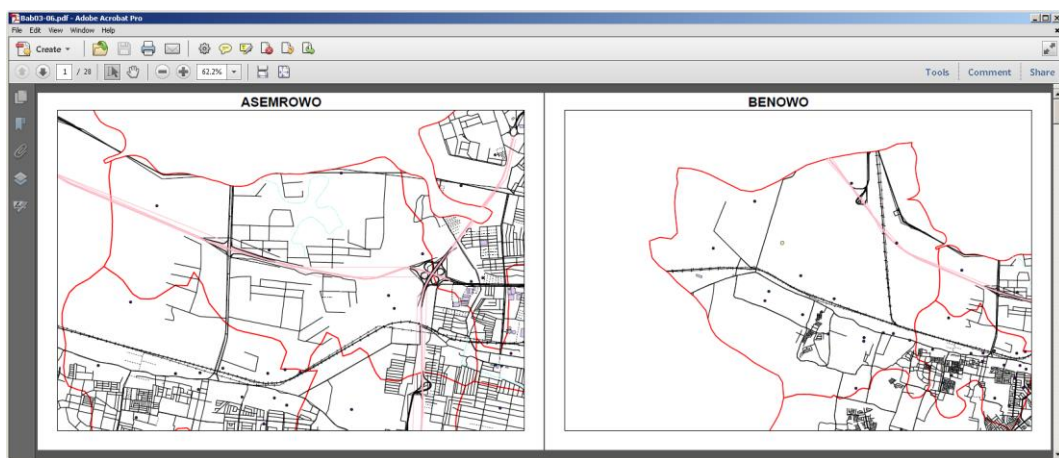 Bab03-06.pdf - Adobe Acrobat Pro
File Edit View Window Help
Create
1 / 28 62.2% Tools Comment Share
ASEMROWO BENOWO